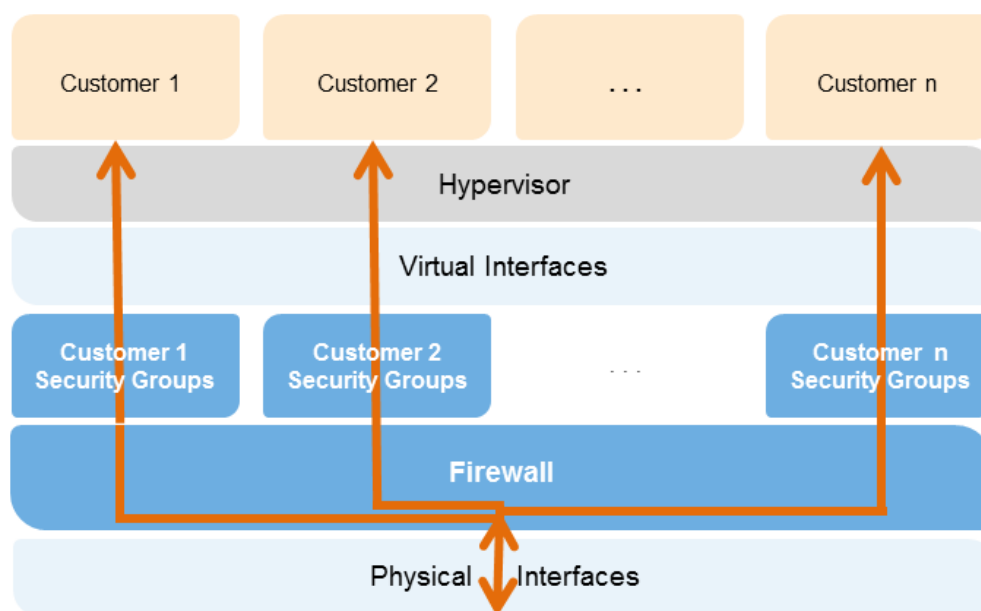 Customer 1
Customer 2
...
Customer n
Hypervisor
Virtual Interfaces
Customer 1
Security Groups
Customer 2
Security Groups
...
Customer n
Security Groups
Firewall
Physical Interfaces